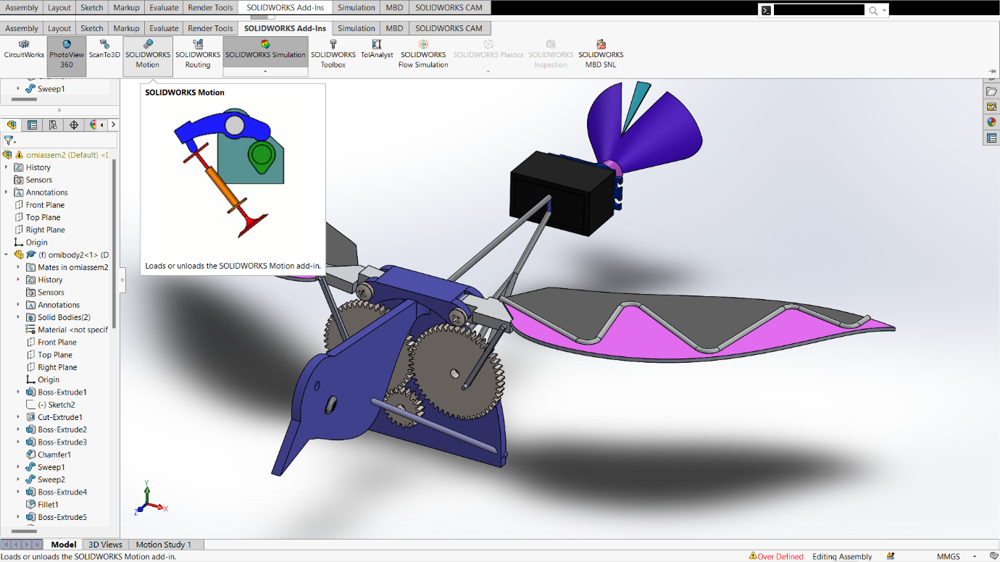 Assembly Layout Sketch Markup Evaluate Render Tools SOLIDWORKS Add-Ins Simulation MBD SOLIDWORKS CAM
Assembly Layout Sketch Markup Evaluate Render Tools SOLIDWORKS Add-Ins Simulation MBD SOLIDWORKS CAM
CircuitWorks
PhotoView
360
ScanTo3D
SOLIDWORKS
Motion
SOLIDWORKS
Routing
SOLIDWORKS Simulation
SOLIDWORKS
Toolbox
TolAnalyst
SOLIDWORKS
Flow Simulation
SOLIDWORKS Plastics
SOLIDWORKS
Inspection
SOLIDWORKS
MBD SNL
Sweep1
SOLIDWORKS Motion
Loads or unloads the SOLIDWORKS Motion add-in.
orniassem2 (Default) <D
History
Sensors
Annotations
Front Plane
Top Plane
Right Plane
Origin
(f) ornibody2<1> (D
Mates in orniassem2
History
Sensors
Annotations
Solid Bodies(2)
Material <not specif
Front Plane
Top Plane
Right Plane
Origin
Boss-Extrude1
(-) Sketch2
Cut-Extrude1
Boss-Extrude2
Boss-Extrude3
Chamfer1
Sweep1
Sweep2
Boss-Extrude4
Fillet1
Boss-Extrude5
Y
X
Z
Model 3D Views Motion Study 1
Loads or unloads the SOLIDWORKS Motion add-in. Over Defined Editing Assembly MMGS